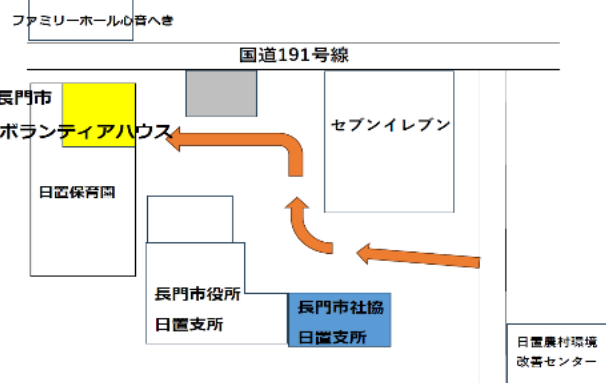 ファミリーホール心音へき
国道191号線
長門市
ボランティアハウス
セブンイレブン
日置保育園
長門市役所
日置支所
長門市社協
日置支所
日置農村環境
改善センター